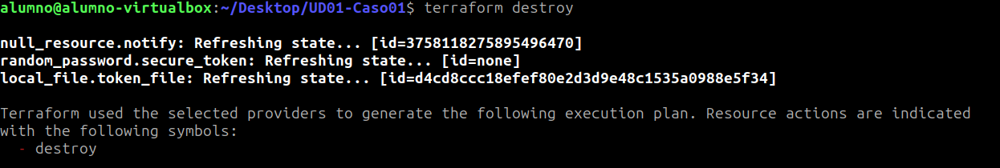 alumno@alumno-virtualbox:~/Desktop/UD01-Caso01$ terraform destroy
null_resource.notify: Refreshing state... [id=3758118275895496470]
random_password.secure_token: Refreshing state... [id=none]
local_file.token_file: Refreshing state... [id=d4cd8ccc18efef80e2d3d9e48c1535a0988e5f34]
Terraform used the selected providers to generate the following execution plan. Resource actions are indicated
with the following symbols:
- destroy